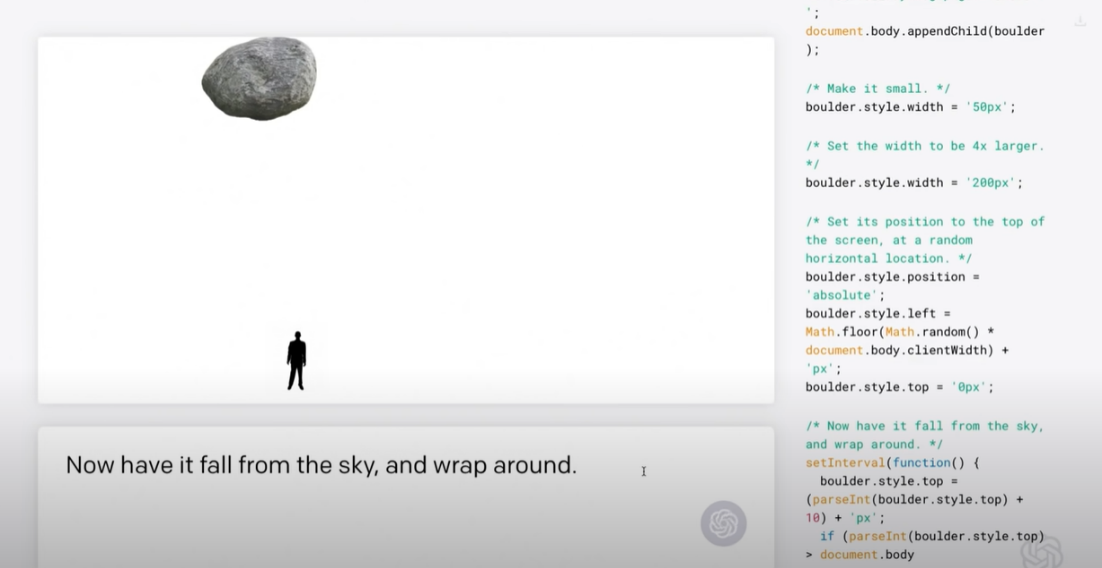 Now have it fall from the sky, and wrap around.
';
document.body.appendChild(boulder
);
/* Make it small. */
boulder.style.width = '50px';
/* Set the width to be 4x larger.
*/
boulder.style.width = '200px';
/* Set its position to the top of
the screen, at a random
horizontal location. */
boulder.style.position =
'absolute';
boulder.style.left =
Math.floor(Math.random() *
document.body.clientWidth) +
'px';
boulder.style.top = '0px';
/* Now have it fall from the sky,
and wrap around. */
setInterval(function() {
boulder.style.top =
(parseInt(boulder.style.top) +
10) + 'px';
if (parseInt(boulder.style.top)
> document.body